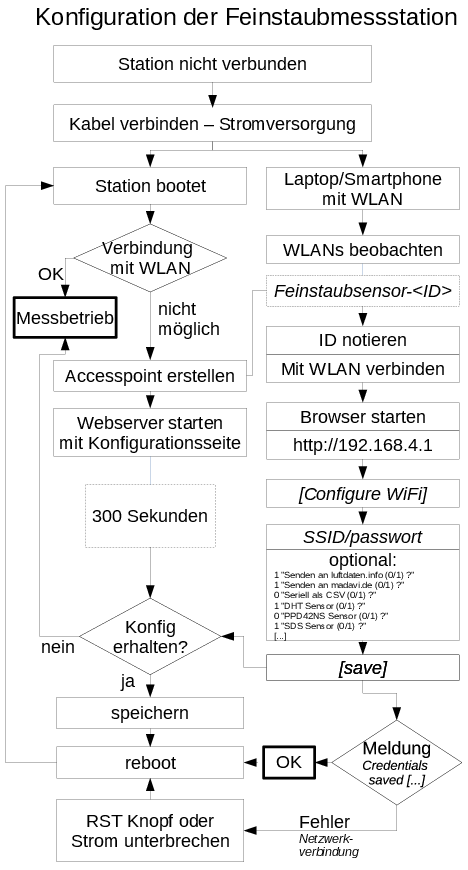 Konfiguration der Feinstaubmessstation
Station nicht verbunden
Kabel verbinden – Stromversorgung
Station bootet
Verbindung
mit WLAN
OK
Messbetrieb
nicht
möglich
Accesspoint erstellen
Webserver starten
mit Konfigurationsseite
300 Sekunden
Konfig
erhalten?
nein
ja
speichern
reboot
RST Knopf oder
Strom unterbrechen
Laptop/Smartphone
mit WLAN
WLANs beobachten
Feinstaubsensor-<ID>
ID notieren
Mit WLAN verbinden
Browser starten
http://192.168.4.1
[Configure WiFi]
SSID/passwort
optional:
1 "Senden an luftdaten.info (0/1) ?"
1 "Senden an madavi.de (0/1) ?"
0 "Seriell als CSV (0/1) ?"
1 "DHT Sensor (0/1) ?"
0 "PPD42NS Sensor (0/1) ?"
1 "SDS Sensor (0/1) ?"
[...]
[save]
Meldung
Credentials
saved [...]
OK
Fehler
Netzwerk-
verbindung